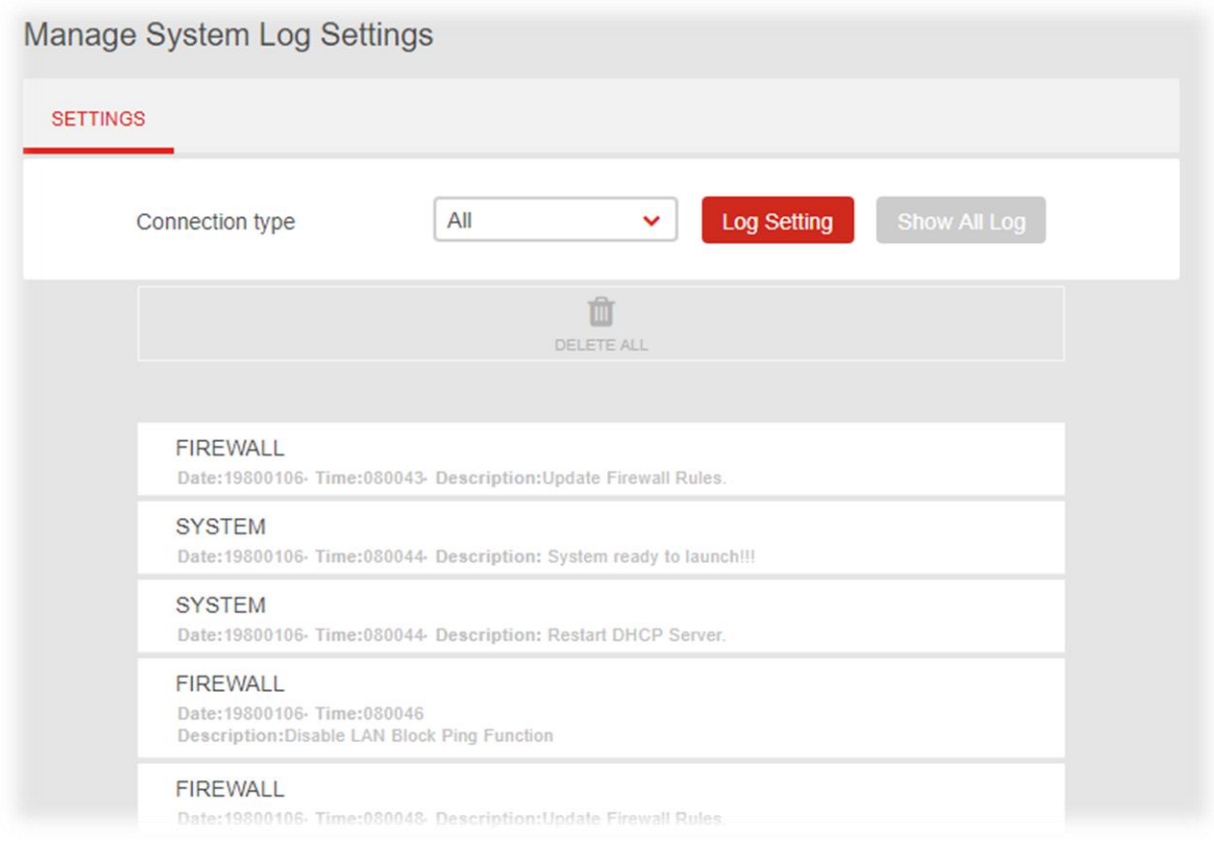 Manage System Log Settings
SETTINGS
Connection type All Log Setting Show All Log
DELETE ALL
FIREWALL
Date:19800106- Time:080043- Description:Update Firewall Rules.
SYSTEM
Date:19800106- Time:080044- Description: System ready to launch!!!
SYSTEM
Date:19800106- Time:080044- Description: Restart DHCP Server.
FIREWALL
Date:19800106- Time:080046
Description:Disable LAN Block Ping Function
FIREWALL
Date:19800106- Time:080048- Description:Update Firewall Rules.